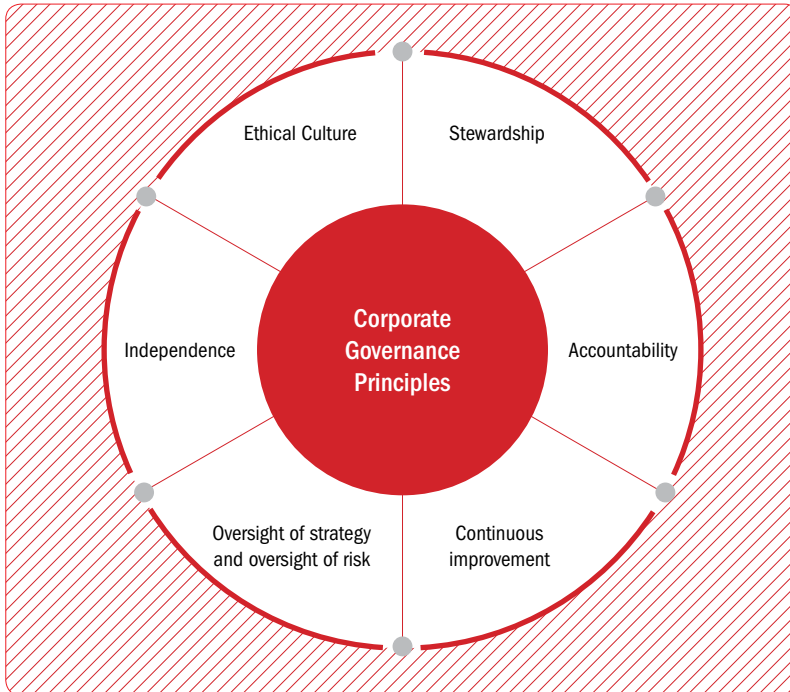 Ethical Culture
Stewardship
Independence
Corporate
Governance
Principles
Accountability
Oversight of strategy
and oversight of risk
Continuous
improvement